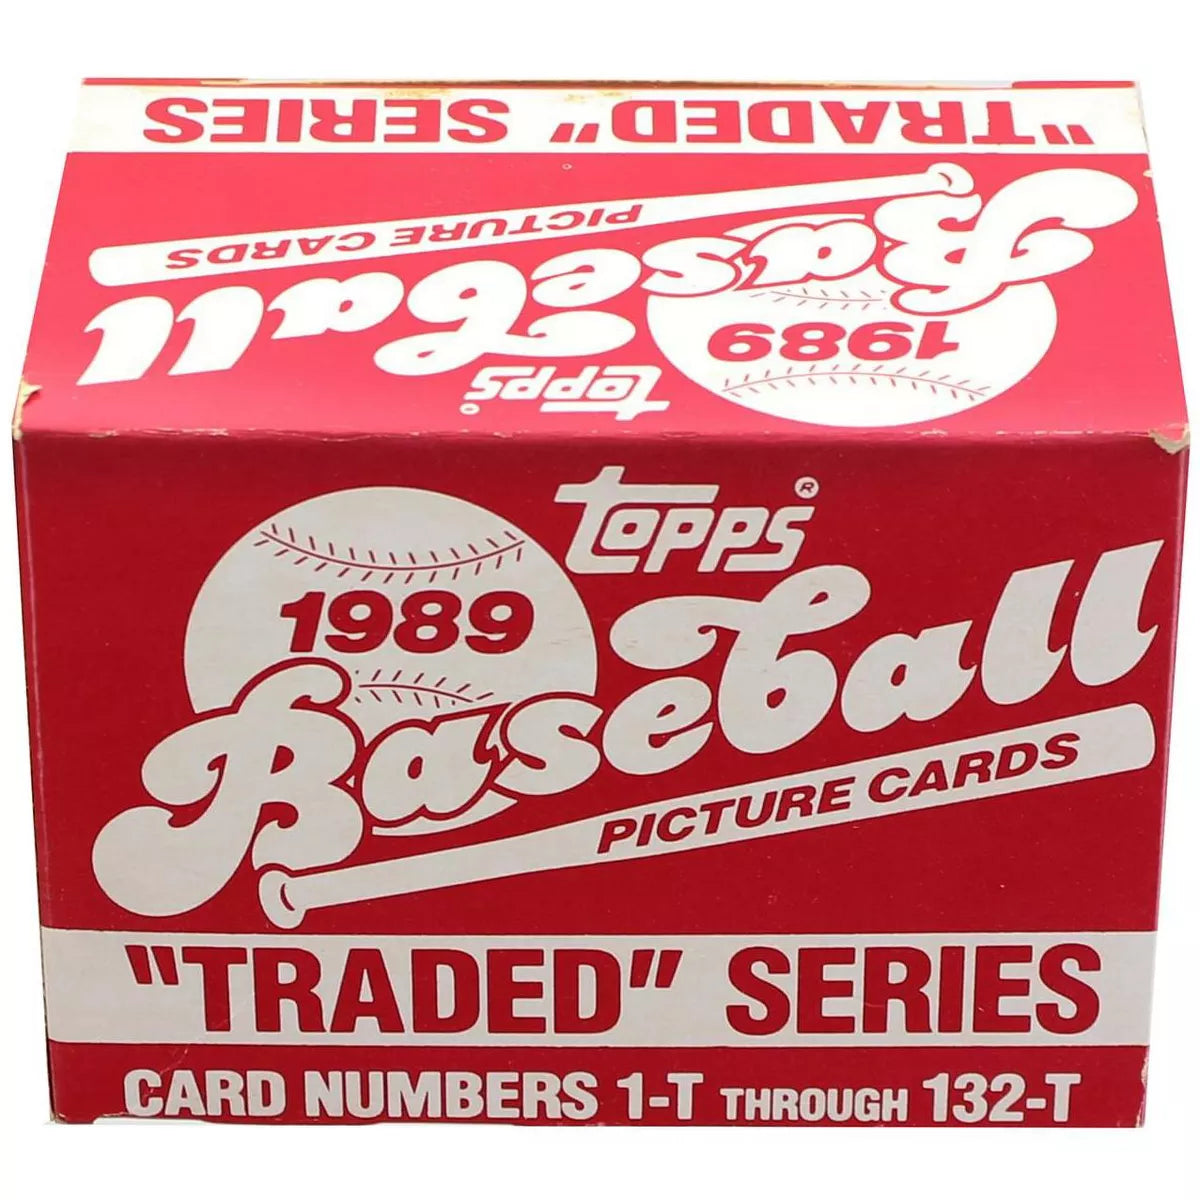 "TRADED" SERIES
PICTURE CARDS
Baseball
1989
TOPPS®
TOPPS®
1989
Baseball
PICTURE CARDS
"TRADED" SERIES
CARD NUMBERS 1-T THROUGH 132-T